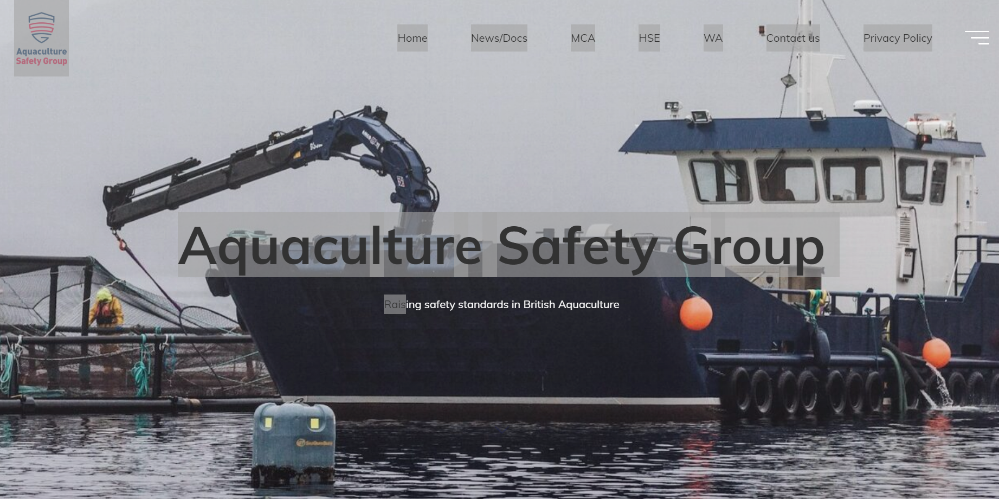 Aquaculture
Safety Group
Home
News/Docs
MCA
HSE
WA
Contact us
Privacy Policy
Aquaculture Safety Group
Raising safety standards in British Aquaculture